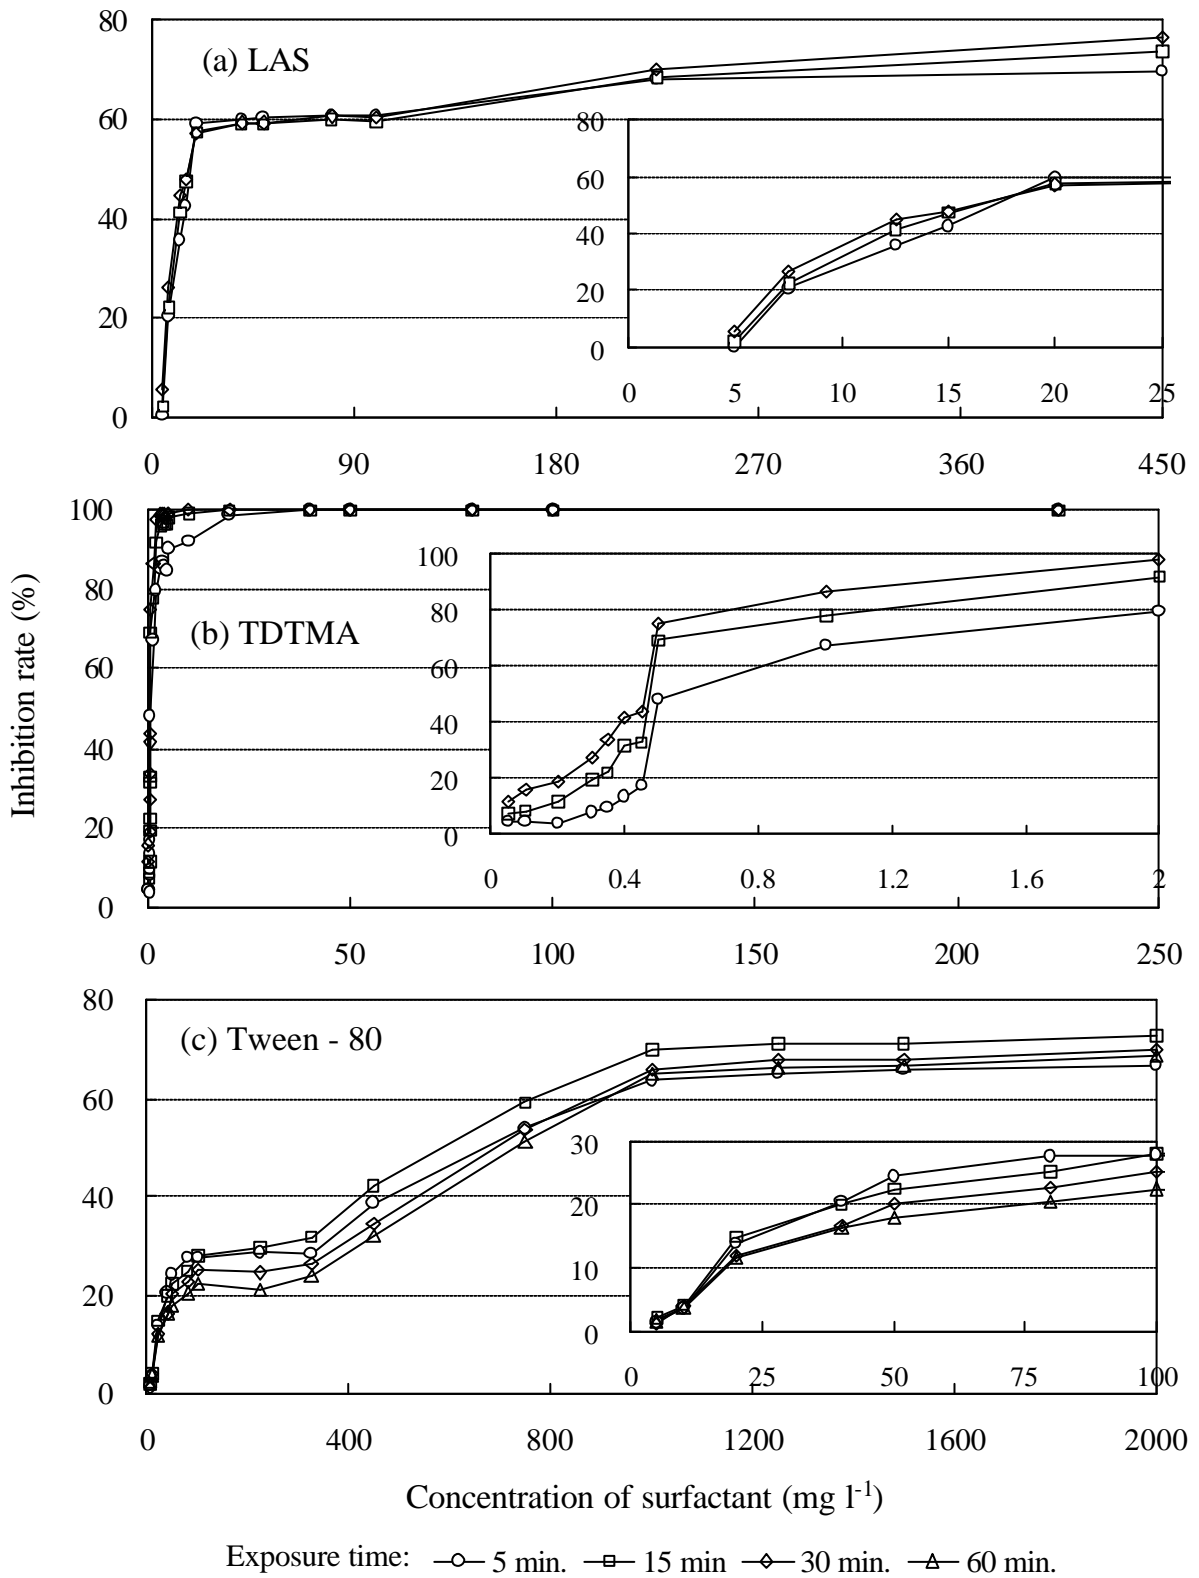 80
(a) LAS
60
40
20
0
80
60
40
20
0
0 5 10 15 20 25
0 90 180 270 360 450
Inhibition rate (%)
100
80
(b) TDTMA
60
40
20
0
100
80
60
40
20
0
0 0.4 0.8 1.2 1.6 2
0 50 100 150 200 250
80
(c) Tween - 80
60
40
20
0
30
20
10
0
0 25 50 75 100
0 400 800 1200 1600 2000
Concentration of surfactant (mg l⁻¹)
Exposure time: 5 min. 15 min 30 min. 60 min.